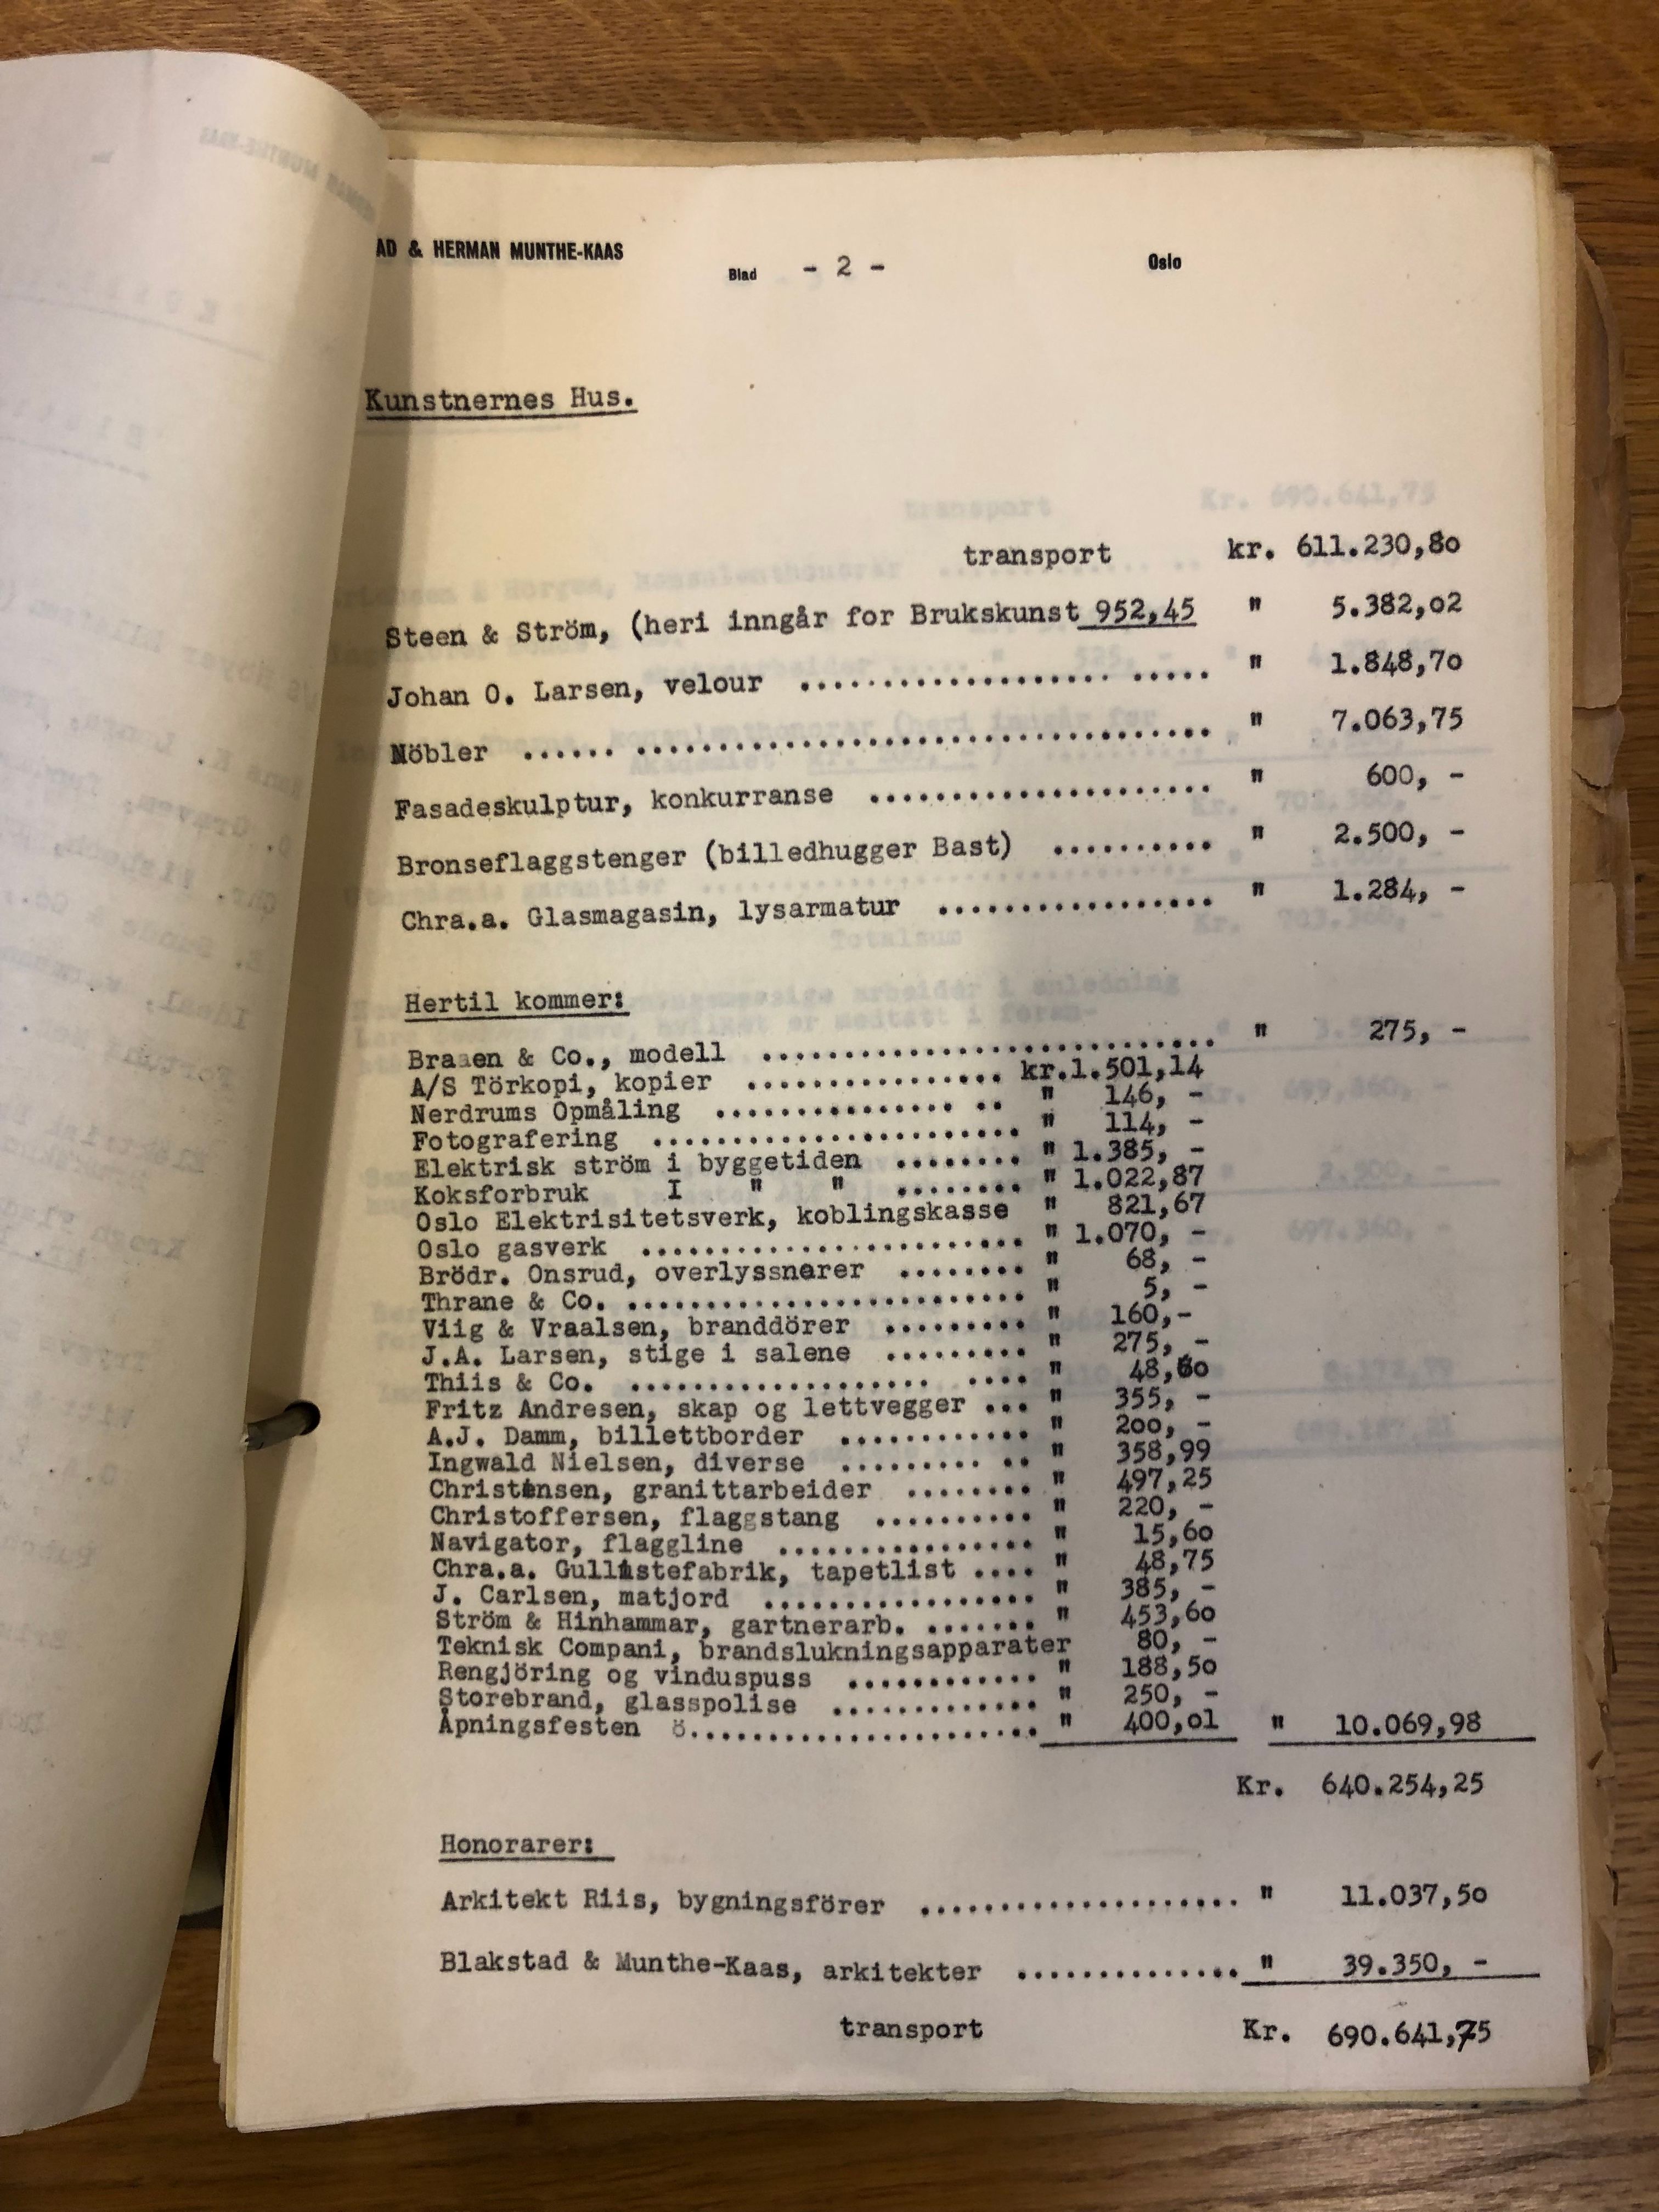 AD & HERMAN MUNTHE-KAAS
Blad - 2 - Oslo
Kunstnernes Hus.
transport kr. 611.230,80
Steen & Ström, (heri inngår for Brukskunst 952,45 " 5.382,02
Johan O. Larsen, velour .................... ..... " 1.848,70
Möbler ...... .................................... " 7.063,75
Fasadeskulptur, konkurranse ...................... " 600, -
Bronseflaggstenger (billedhugger Bast) .......... " 2.500, -
Chra.a. Glasmagasin, lysarmatur ................. " 1.284, -
Hertil kommer:
Braaen & Co., modell ............................. " 275, -
A/S Törkopi, kopier ................ kr.1.501,14
Nerdrums Opmåling ............... .. " 146, -
Fotografering ....................... " 114, -
Elektrisk ström i byggetiden ........ " 1.385, -
Koksforbruk I " " ........ " 1.022,87
Oslo Elektrisitetsverk, koblingskasse " 821,67
Oslo gasverk ........................ " 1.070, -
Brödr. Onsrud, overlyssnorer ........ " 68, -
Thrane & Co. ......................... " 5, -
Viig & Vraalsen, branddörer ......... " 160,-
J.A. Larsen, stige i salene ......... " 275, -
Thiis & Co. ................... .... " 48,60
Fritz Andresen, skap og lettvegger ... " 355, -
A.J. Damm, billettborder ............ " 200, -
Ingwald Nielsen, diverse ......... .. " 358,99
Christensen, granittarbeider ........ " 497,25
Christoffersen, flaggstang .......... " 220, -
Navigator, flaggline ................ " 15,60
Chra.a. Gullistefabrik, tapetlist .... " 48,75
J. Carlsen, matjord ................. " 385, -
Ström & Hinhammar, gartnerarb. ....... " 453,60
Teknisk Compani, brandslukningsapparater 80, -
Rengjöring og vinduspuss ............ " 188,50
Storebrand, glasspolise ............. " 250, -
Åpningsfesten ö...................... " 400,01 " 10.069,98
Kr. 640.254,25
Honorarer:
Arkitekt Riis, bygningsförer .................... " 11.037,50
Blakstad & Munthe-Kaas, arkitekter .............. " 39.350, -
transport Kr. 690.641,75